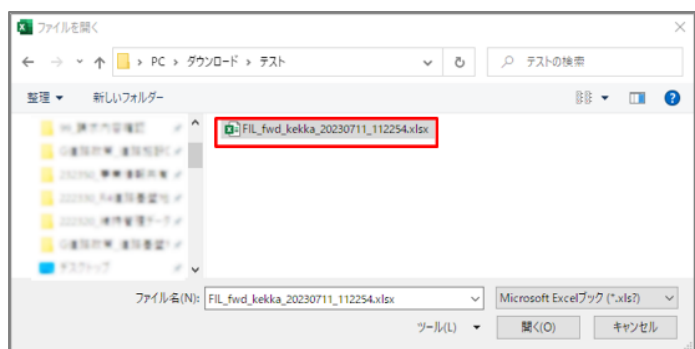 ファイルを開く
PC › ダウンロード › テスト
テストの検索
整理 新しいフォルダー
FIL_fwd_kekka_20230711_112254.xlsx
ファイル名(N): FIL_fwd_kekka_20230711_112254.xlsx Microsoft Excelブック (*.xls?)
ツール(L) 開く(O) キャンセル